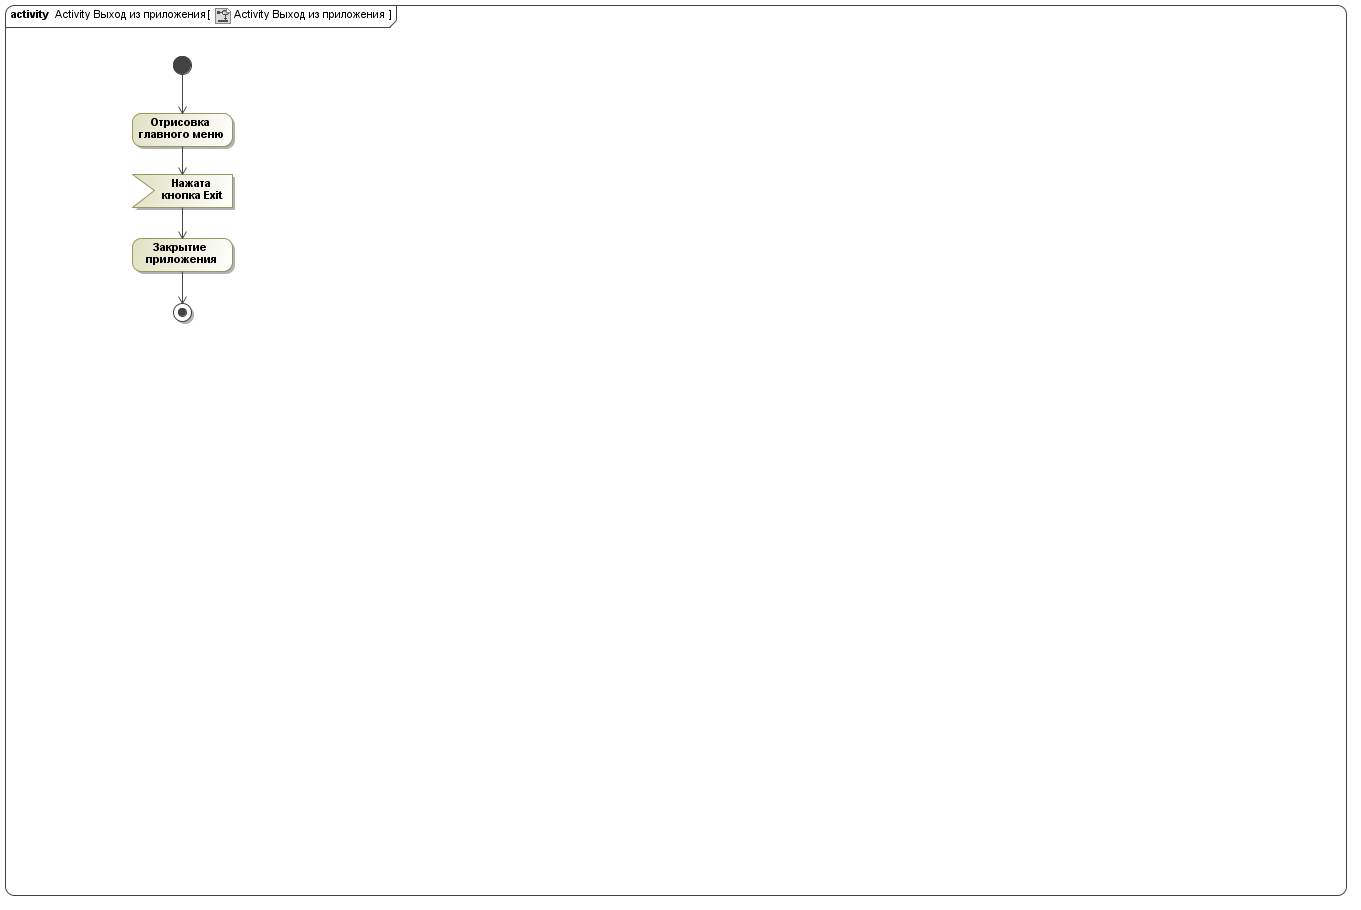 activity Activity Выход из приложения[ Activity Выход из приложения ]
Отрисовка
главного меню
Нажата
кнопка Exit
Закрытие
приложения